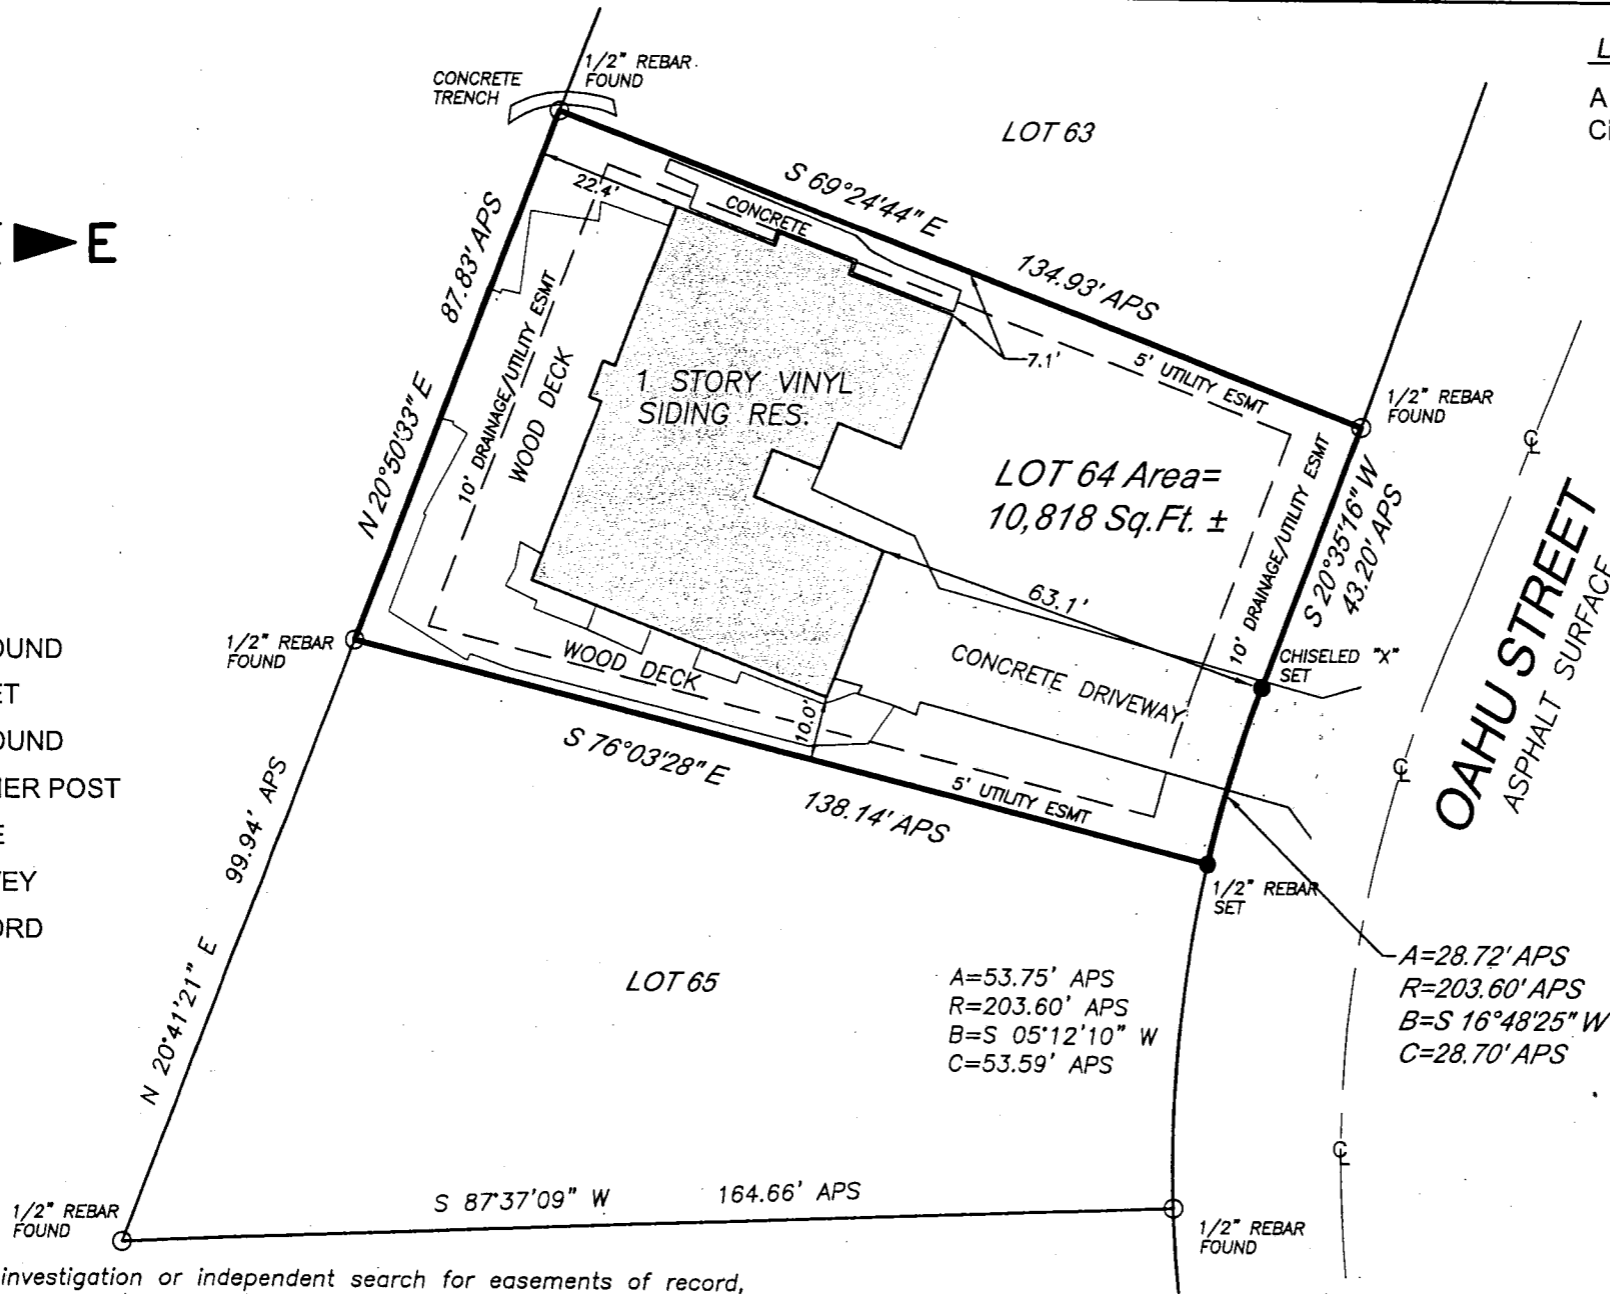 CONCRETE
TRENCH
1/2" REBAR
FOUND
LOT 63
L
A
E
S 69°24'44" E
134.93' APS
22.4'
CONCRETE
87.83' APS
N 20°50'33" E
10' DRAINAGE/UTILITY ESMT
WOOD DECK
1 STORY VINYL
SIDING RES.
7.1'
5' UTILITY ESMT
1/2" REBAR
FOUND
LOT 64 Area=
10,818 Sq.Ft. ±
10' DRAINAGE/UTILITY ESMT
S 20°35'16" W
43.20' APS
℄
OAHU STREET
ASPHALT SURFACE
63.1'
CHISELED "X"
SET
OUND
ET
OUND
NER POST
E
VEY
ORD
1/2" REBAR
FOUND
WOOD DECK
CONCRETE DRIVEWAY
10.0'
S 76°03'28" E
138.14' APS
5' UTILITY ESMT
℄
1/2" REBAR
SET
99.94' APS
N 20°41'21" E
LOT 65
A=53.75' APS
R=203.60' APS
B=S 05°12'10" W
C=53.59' APS
A=28.72' APS
R=203.60' APS
B=S 16°48'25" W
C=28.70' APS
℄
S 87°37'09" W 164.66' APS
1/2" REBAR
FOUND
1/2" REBAR
FOUND
investigation or independent search for easements of record,